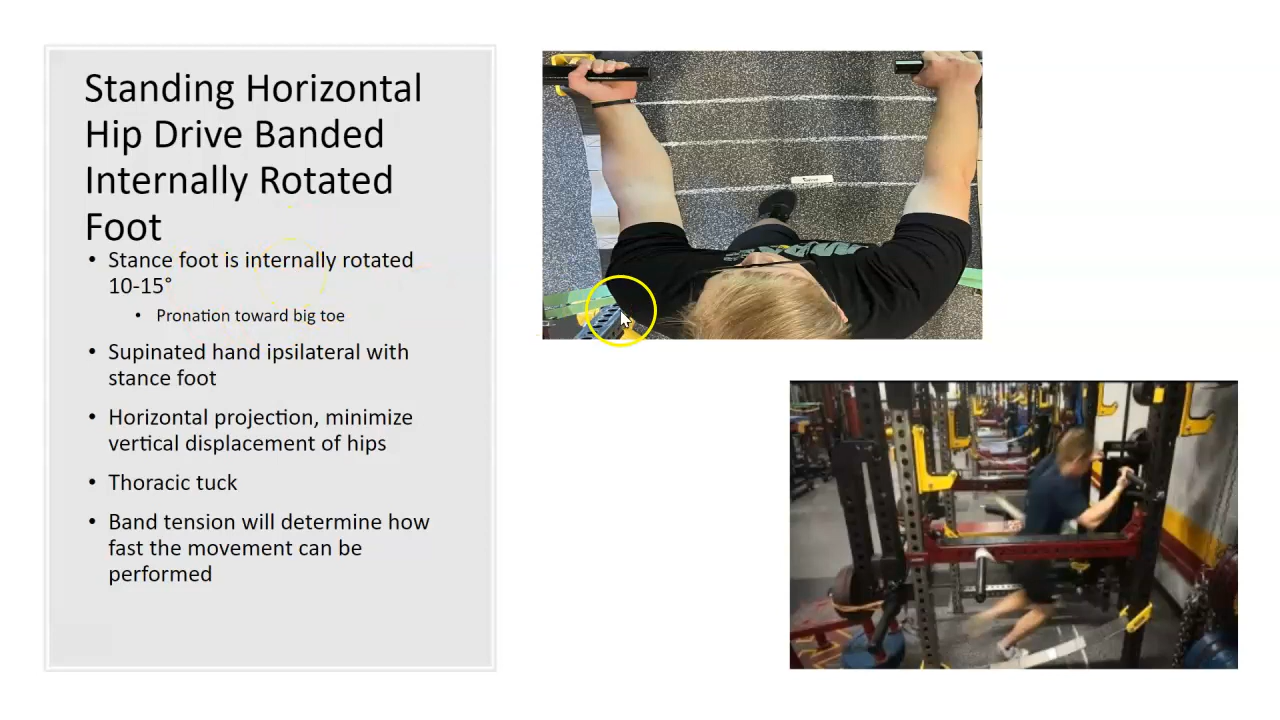 Standing Horizontal
Hip Drive Banded
Internally Rotated
Foot
• Stance foot is internally rotated
10-15°
• Pronation toward big toe
• Supinated hand ipsilateral with
stance foot
• Horizontal projection, minimize
vertical displacement of hips
• Thoracic tuck
• Band tension will determine how
fast the movement can be
performed